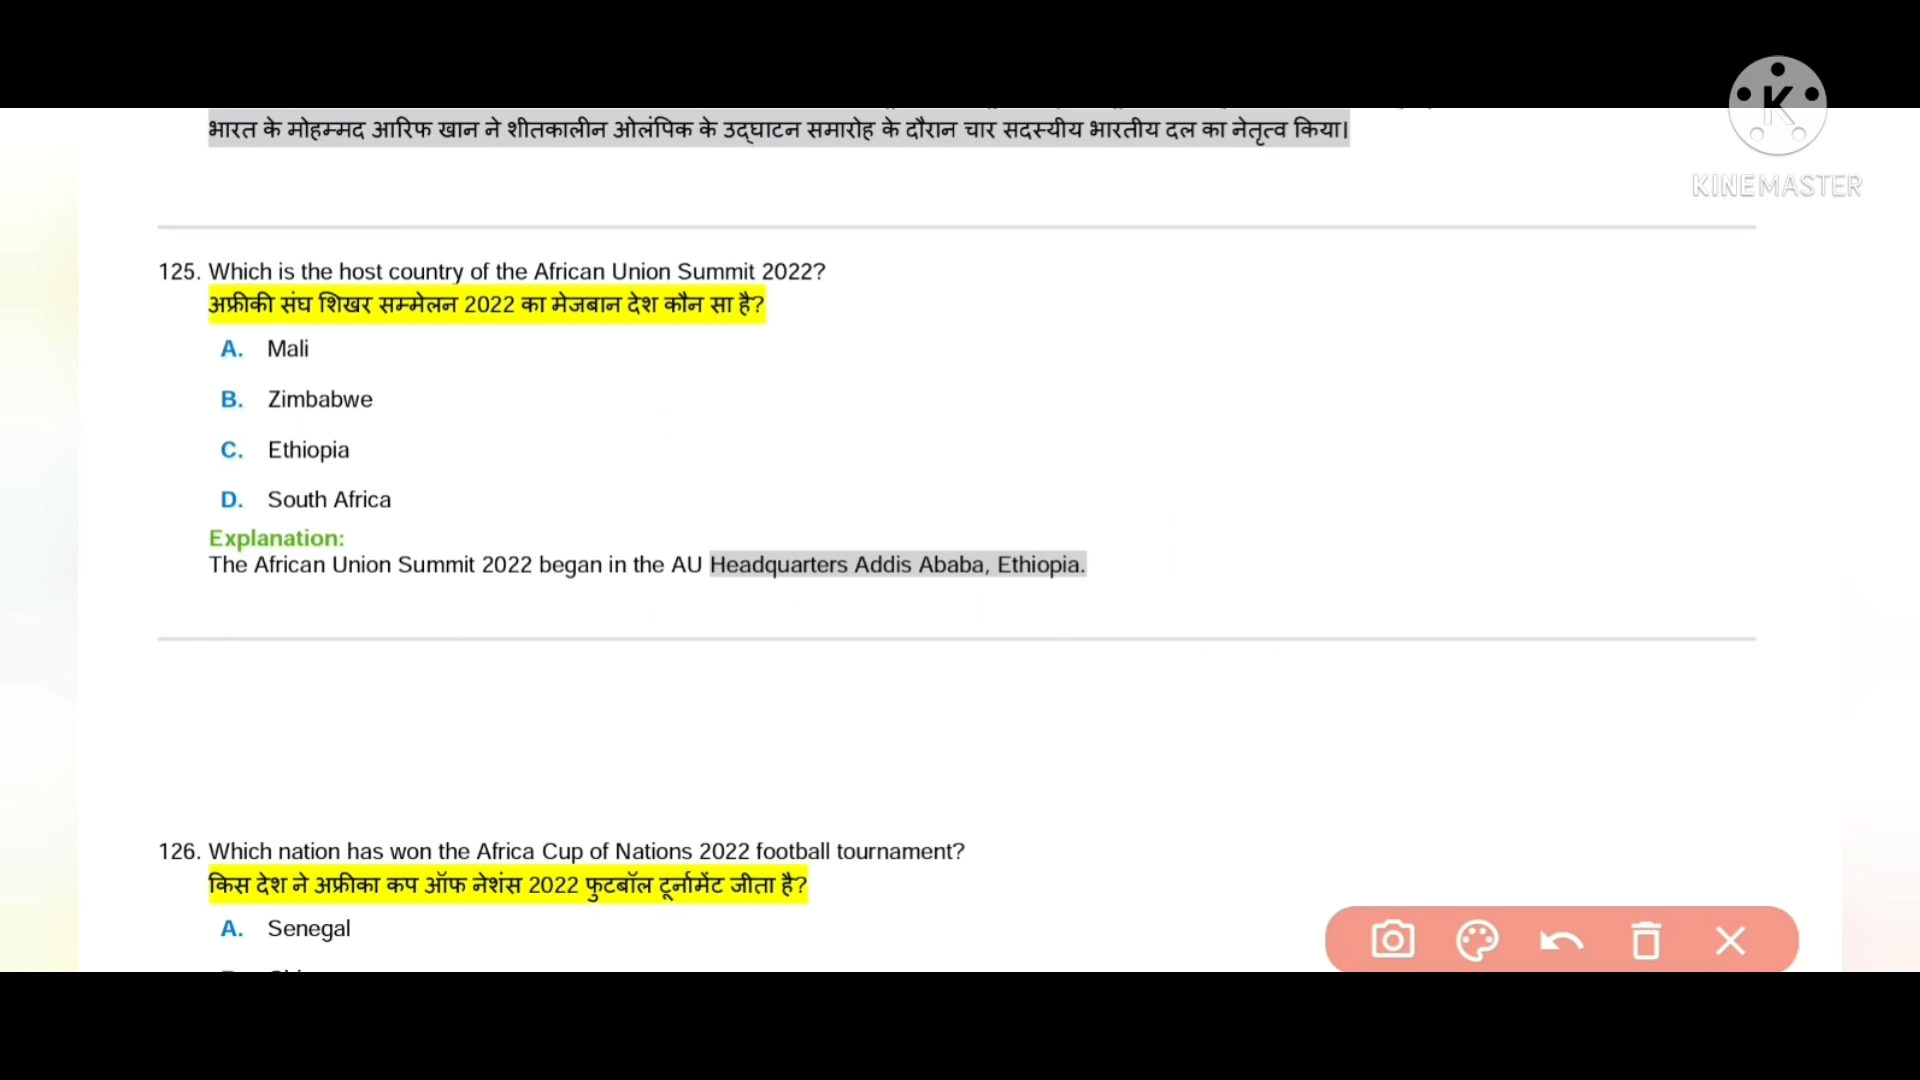 भारत के मोहम्मद आरिफ खान ने शीतकालीन ओलंपिक के उद्घाटन समारोह के दौरान चार सदस्यीय भारतीय दल का नेतृत्व किया।
KINEMASTER
125. Which is the host country of the African Union Summit 2022?
अफ्रीकी संघ शिखर सम्मेलन 2022 का मेजबान देश कौन सा है?
A. Mali
B. Zimbabwe
C. Ethiopia
D. South Africa
Explanation:
The African Union Summit 2022 began in the AU Headquarters Addis Ababa, Ethiopia.
126. Which nation has won the Africa Cup of Nations 2022 football tournament?
किस देश ने अफ्रीका कप ऑफ नेशंस 2022 फुटबॉल टूर्नामेंट जीता है?
A. Senegal